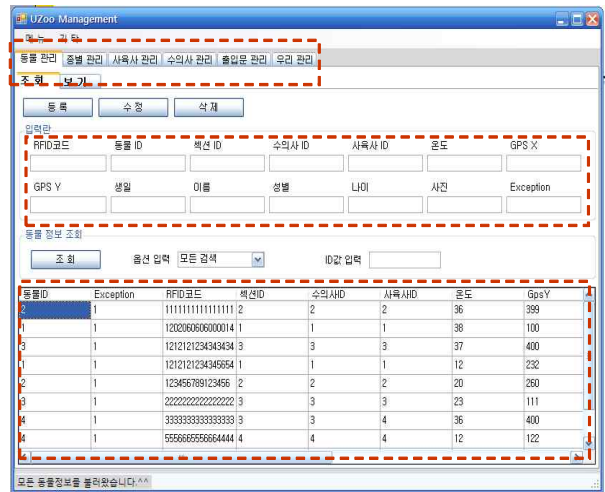 UZoo Management
메 뉴 기 타
동물 관리 종별 관리 사육사 관리 수의사 관리 출입문 관리 우리 관리
조 회 보 기
등 록 수 정 삭 제
입력란
RFID코드 동물 ID 섹션 ID 수의사 ID 사육사 ID 온도 GPS X
GPS Y 생일 이름 성별 나이 사진 Exception
동물 정보 조회
조 회 옵션 입력 모든 검색 ID값 입력
동물ID Exception RFID코드 섹션ID 수의사ID 사육사ID 온도 GpsY
2 1 1111111111111111 2 2 2 36 399
1 1 1202060606000014 1 1 1 38 100
3 1 1212121234343434 3 3 3 37 400
1 1 1212121234345654 1 1 1 12 232
2 1 123456789123456 2 2 2 20 260
3 1 2222222222222222 3 3 3 23 111
4 1 3333333333333333 3 3 4 36 400
4 1 5556665556664444 4 4 4 12 122
모든 동물정보를 불러왔습니다.^^